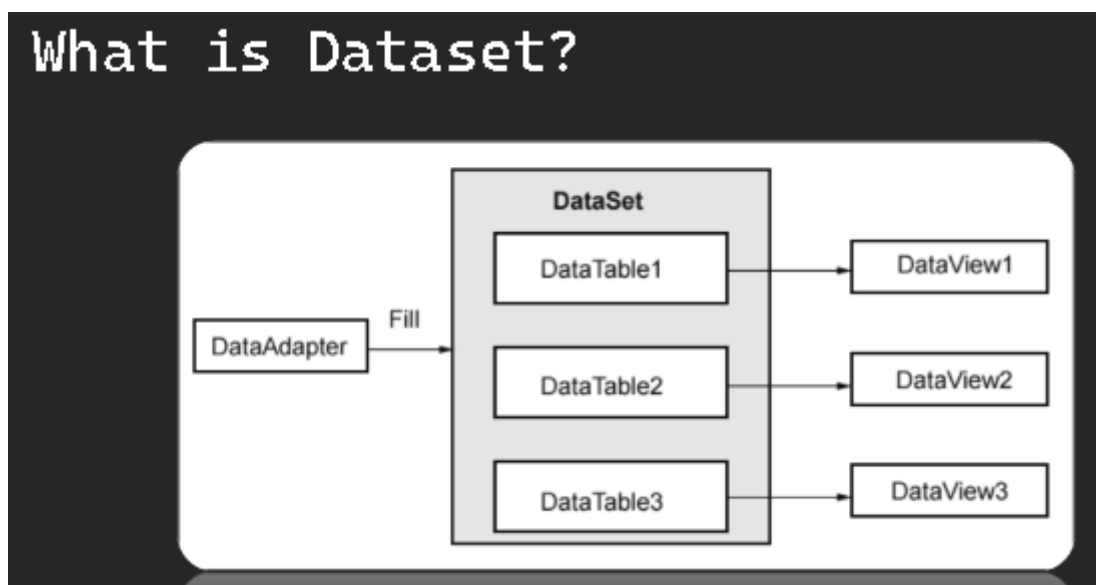 What is Dataset?
DataSet
DataTable1
DataView1
Fill
DataAdapter
DataTable2
DataView2
DataTable3
DataView3